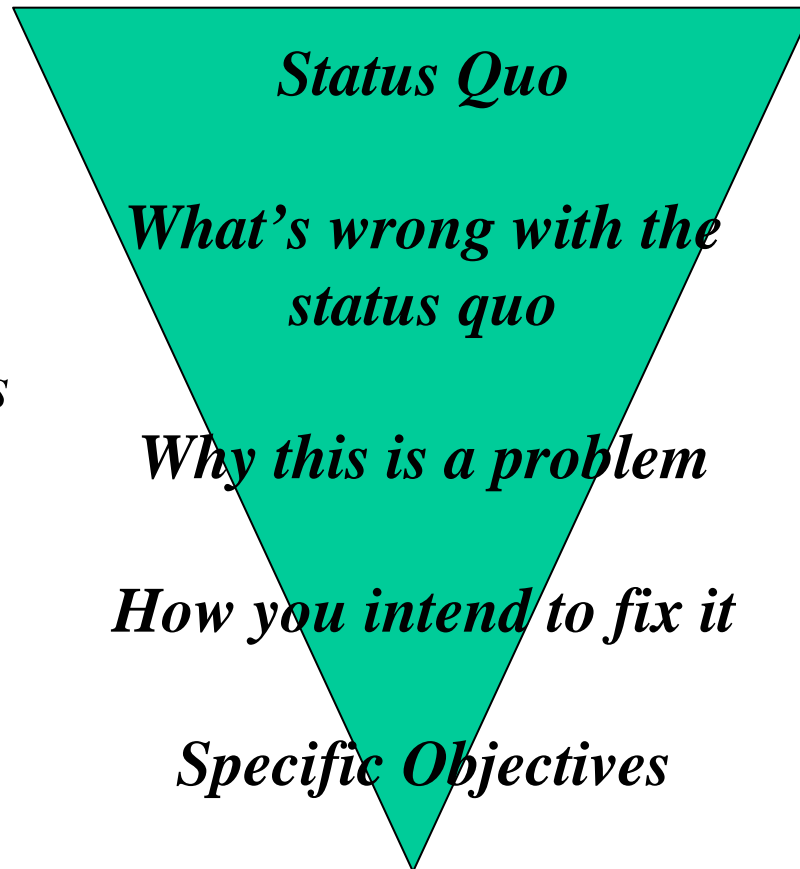 Status Quo
What’s wrong with the
status quo
Why this is a problem
How you intend to fix it
Specific Objectives